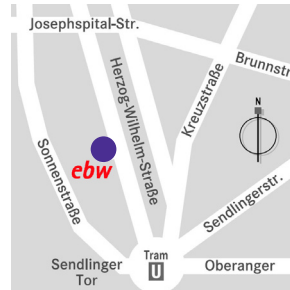 Josephspital-Str.
Brunnstr
Herzog-Wilhelm-Straße
Kreuzstraße
N
ebw
Sonnenstraße
Sendlingerstr.
Sendlinger
Tor
Tram
U
Oberanger